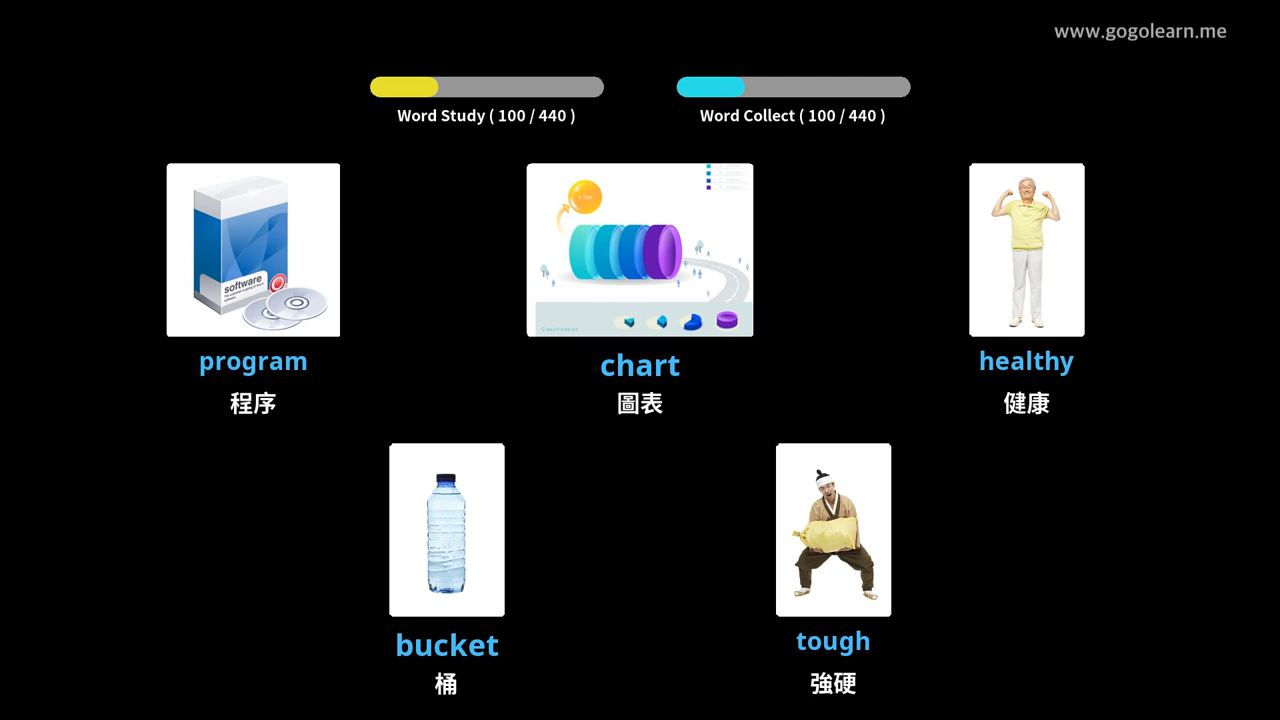 www.gogolearn.me
Word Study ( 100 / 440 )
Word Collect ( 100 / 440 )
software
program
程序
Classification
chart
圖表
healthy
健康
bucket
桶
tough
強硬